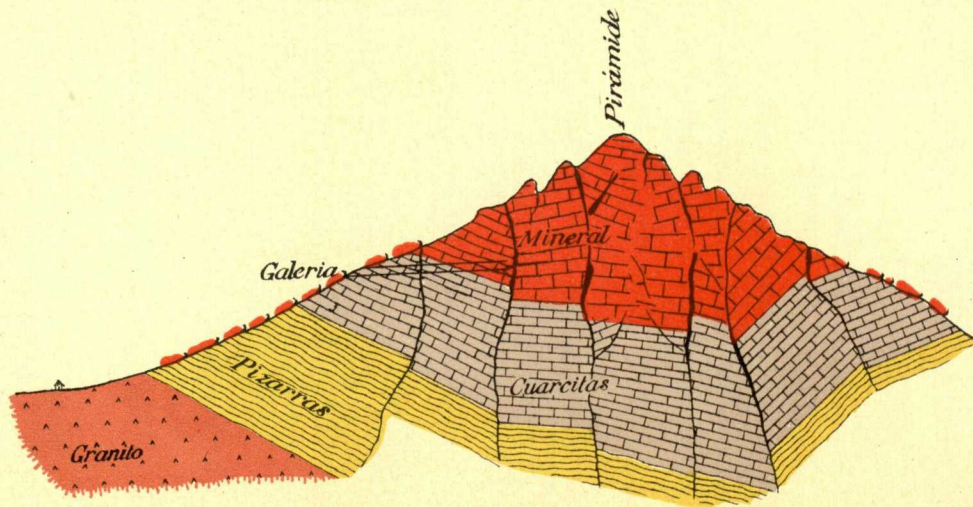 Pirámide
Mineral
Galeria
Pizarras
Cuarcitas
Granito